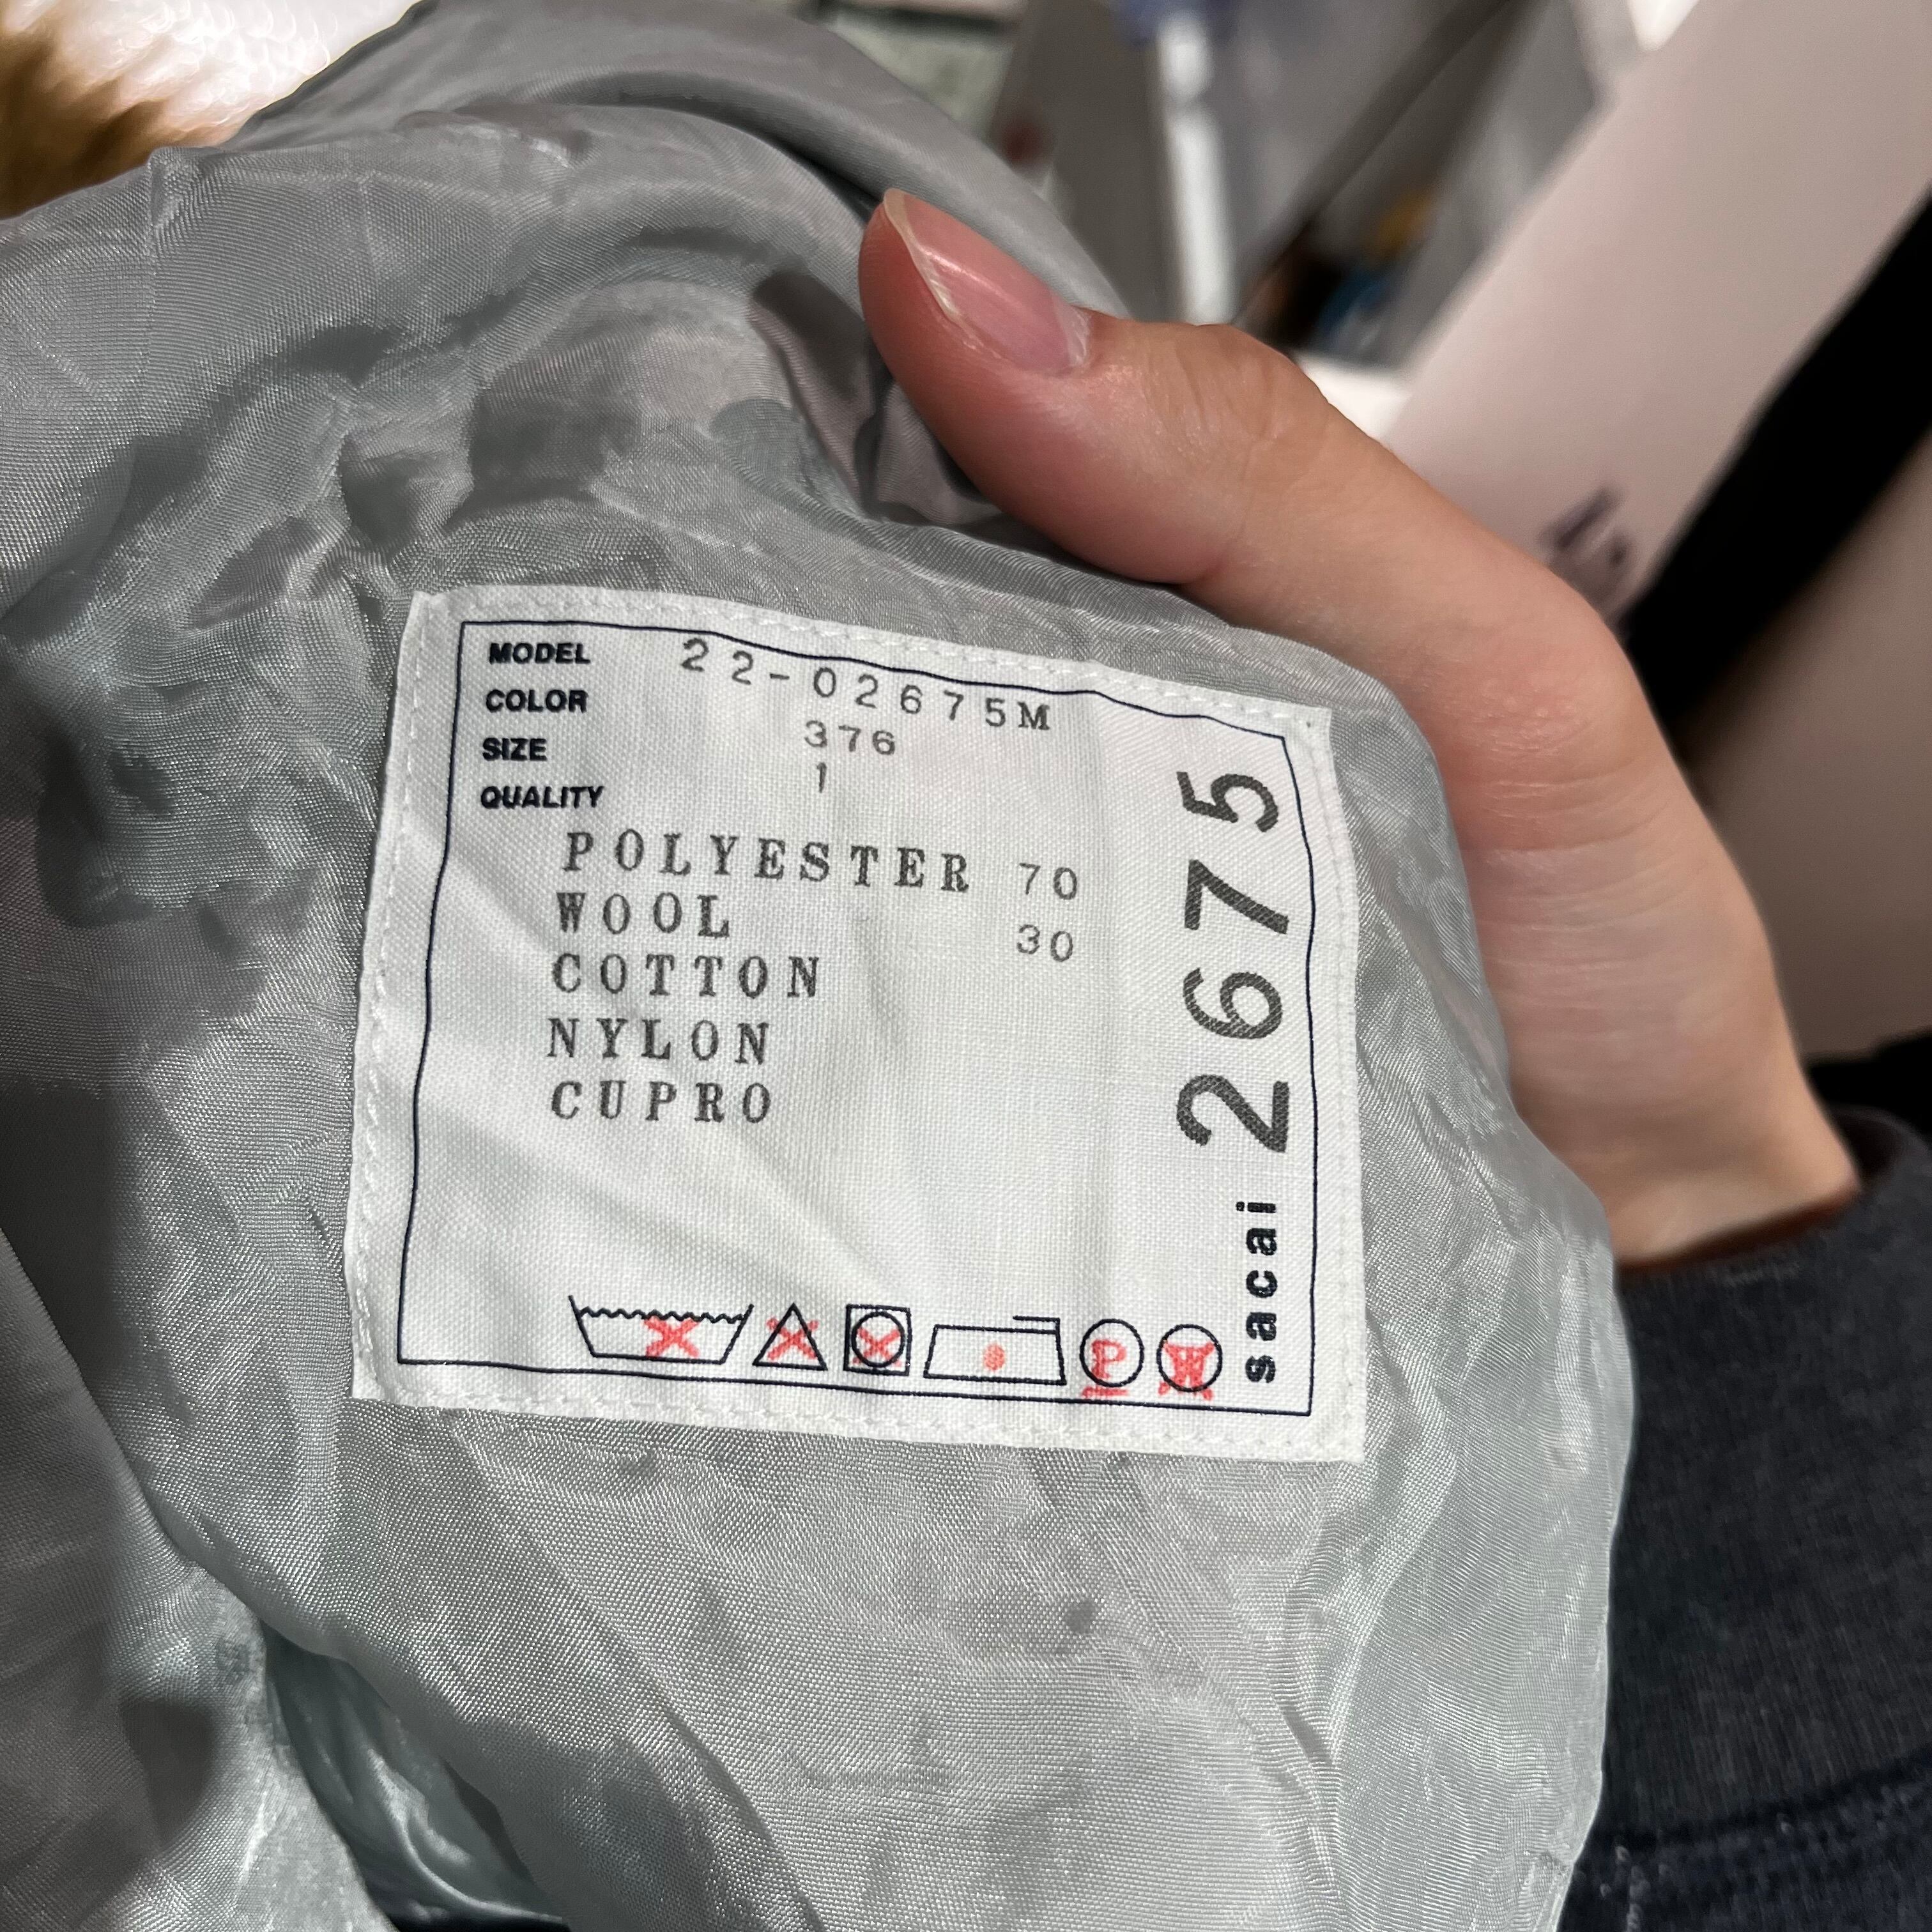 MODEL 22-02675M
COLOR 376
SIZE 1
QUALITY
POLYESTER 70
WOOL 30
COTTON
NYLON
CUPRO
P W
sacai 2675